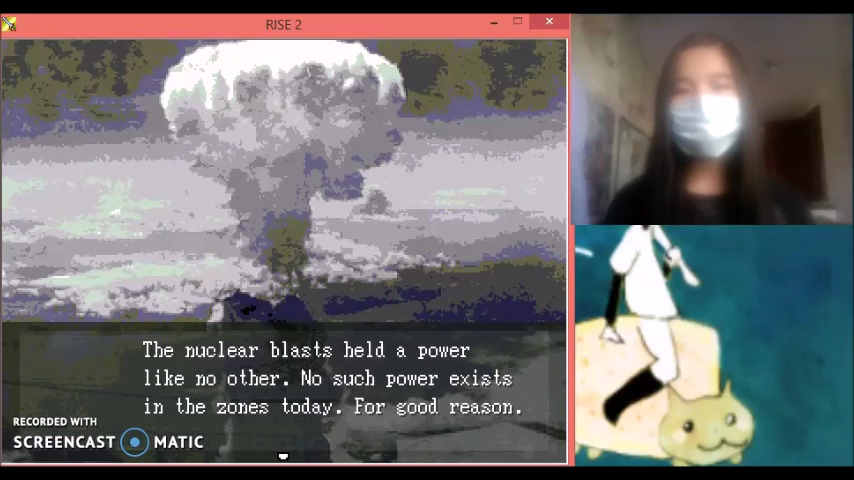 RISE 2
The nuclear blasts held a power
like no other. No such power exists
in the zones today. For good reason.
RECORDED WITH
SCREENCAST MATIC